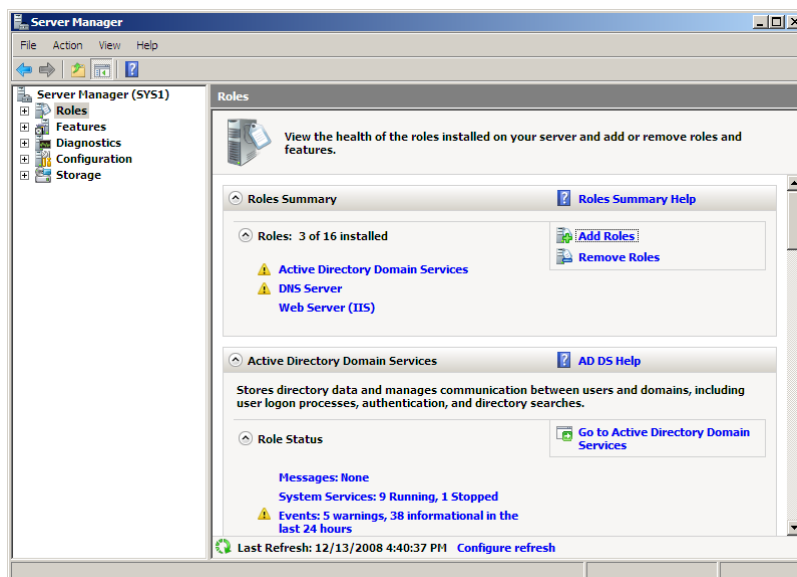 Server Manager
File Action View Help
Server Manager (SYS1)
Roles
Features
Diagnostics
Configuration
Storage
Roles
View the health of the roles installed on your server and add or remove roles and
features.
Roles Summary
Roles Summary Help
Roles: 3 of 16 installed
Add Roles
Remove Roles
Active Directory Domain Services
DNS Server
Web Server (IIS)
Active Directory Domain Services
AD DS Help
Stores directory data and manages communication between users and domains, including
user logon processes, authentication, and directory searches.
Role Status
Go to Active Directory Domain
Services
Messages: None
System Services: 9 Running, 1 Stopped
Events: 5 warnings, 38 informational in the
last 24 hours
Last Refresh: 12/13/2008 4:40:37 PM Configure refresh